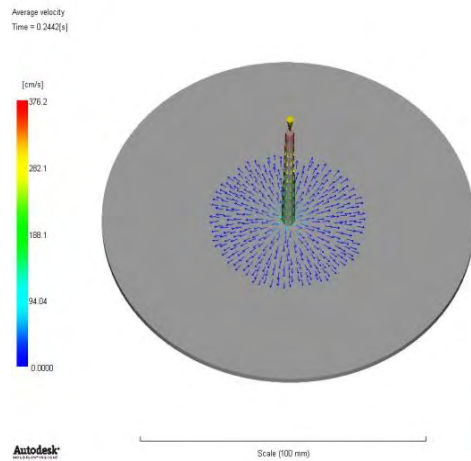 Average velocity
Time = 0.2442[s]
[cm/s]
376.2
282.1
188.1
94.04
0.0000
Autodesk
Scale (100 mm)